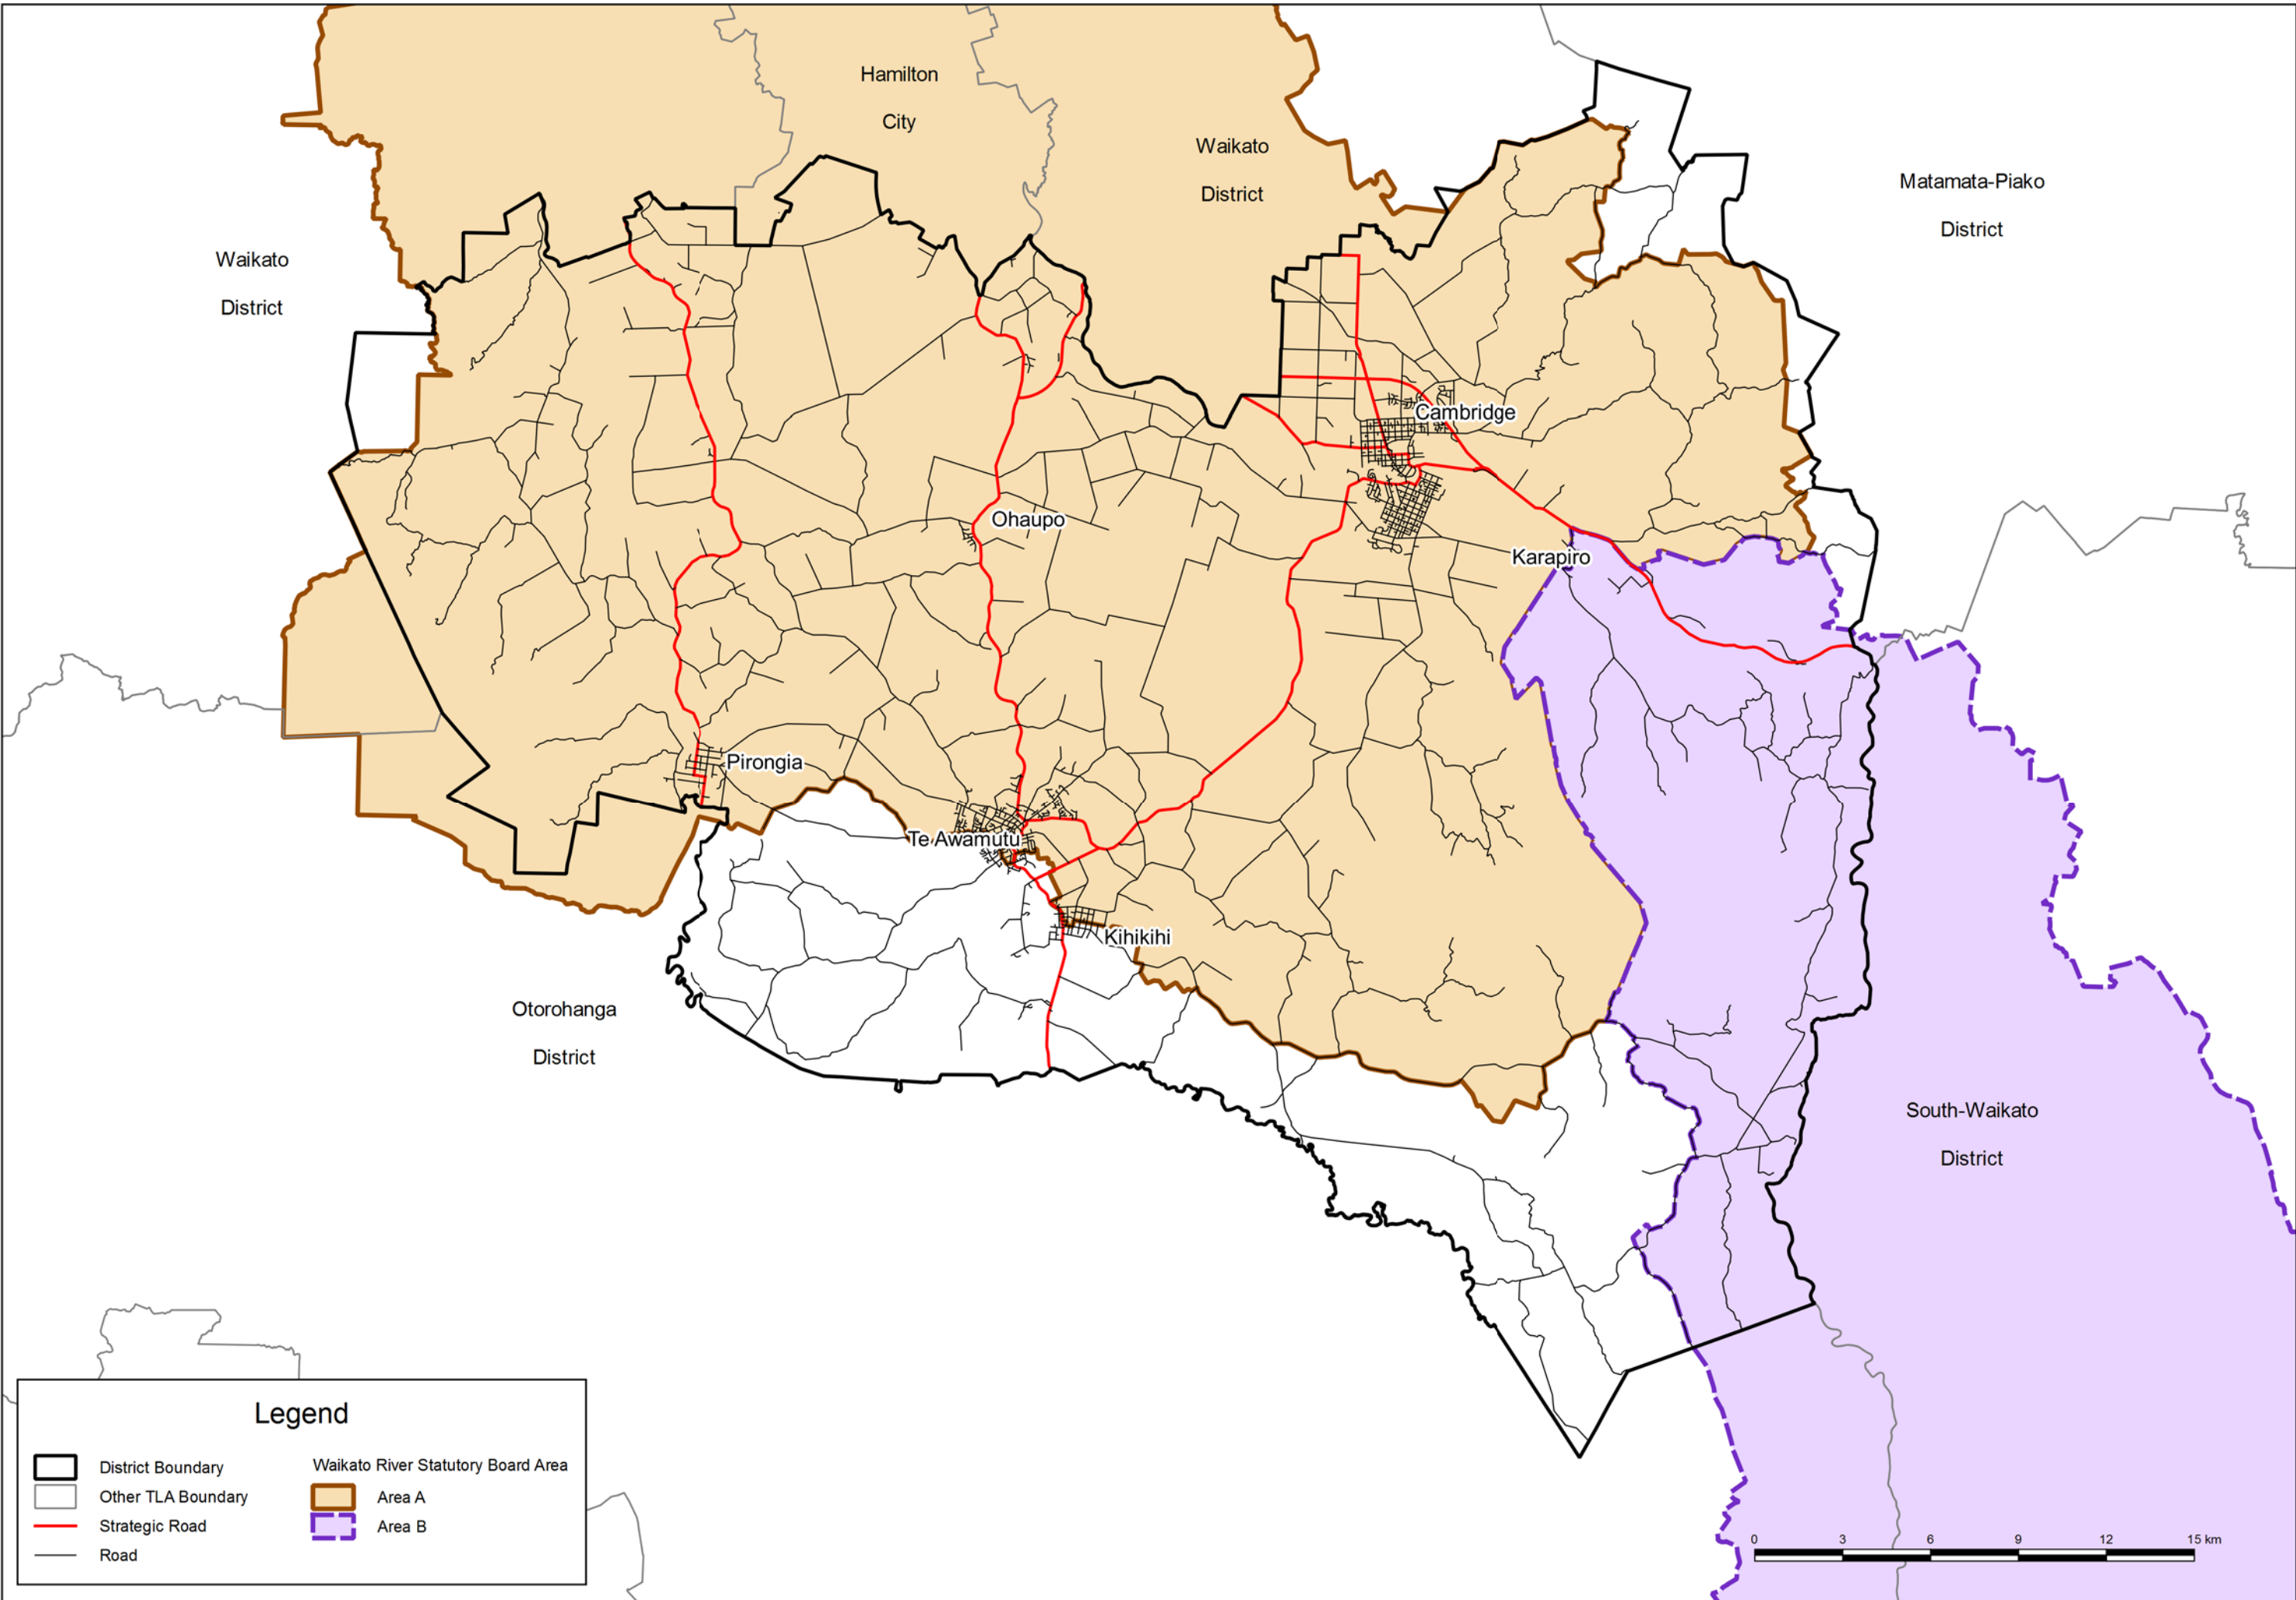 Hamilton
City
Waikato
District
Matamata-Piako
District
Waikato
District
Cambridge
Ohaupo
Karapiro
Pirongia
Te Awamutu
Kihikihi
Otorohanga
District
South-Waikato
District
Legend
District Boundary
Other TLA Boundary
Strategic Road
Road
Waikato River Statutory Board Area
Area A
Area B
0 3 6 9 12 15 km